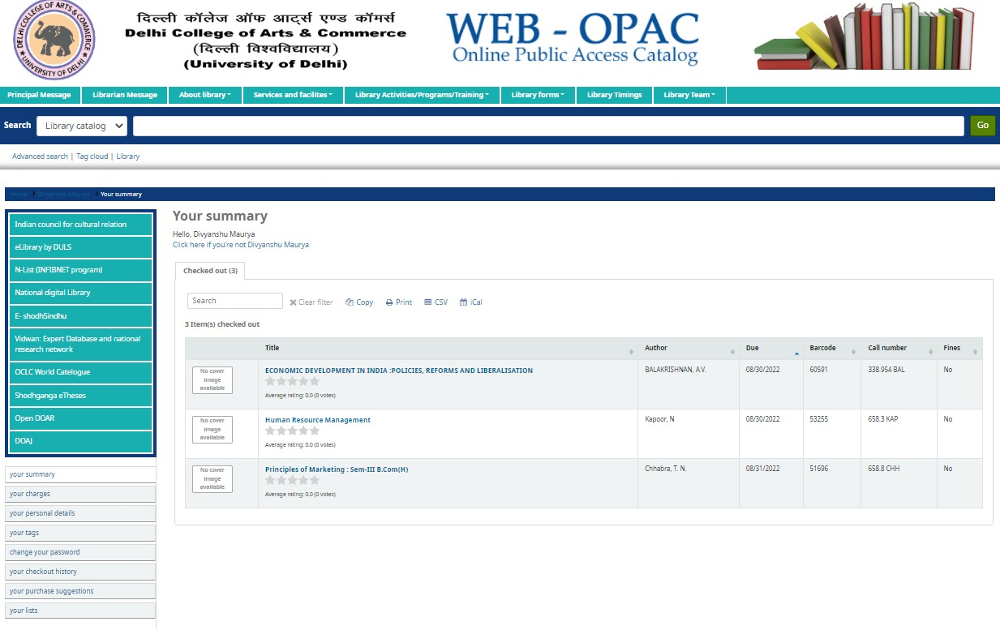 DELHI COLLEGE OF ARTS & COMMERCE
UNIVERSITY OF DELHI
दिल्ली कॉलेज ऑफ आर्ट्स एण्ड कॉमर्स
Delhi College of Arts & Commerce
(दिल्ली विश्वविद्यालय)
(University of Delhi)
WEB - OPAC
Online Public Access Catalog
Principal Message Librarian Message About library Services and facilites Library Activities/Programs/Training Library forms Library Timings Library Team
Search Library catalog Go
Advanced search | Tag cloud | Library
Home Divyanshu Maurya Your summary
Indian council for cultural relation
eLibrary by DULS
N-List (INFIBNET program)
National digital Library
E- shodhSindhu
Vidwan: Expert Database and national
research network
OCLC World Catelogue
Shodhganga eTheses
Open DOAR
DOAJ
your summary
your charges
your personal details
your tags
change your password
your checkout history
your purchase suggestions
your lists
Your summary
Hello, Divyanshu Maurya
Click here if you're not Divyanshu Maurya
Checked out (3)
Search Clear filter Copy Print CSV iCal
3 Item(s) checked out
Title Author Due Barcode Call number Fines
No cover
image
available
ECONOMIC DEVELOPMENT IN INDIA :POLICIES, REFORMS AND LIBERALISATION BALAKRISHNAN, A.V. 08/30/2022 60591 338.954 BAL No
Average rating: 0.0 (0 votes)
No cover
image
available
Human Resource Management Kapoor, N 08/30/2022 53255 658.3 KAP No
Average rating: 0.0 (0 votes)
No cover
image
available
Principles of Marketing : Sem-III B.Com(H) Chhabra, T. N. 08/31/2022 51696 658.8 CHH No
Average rating: 0.0 (0 votes)